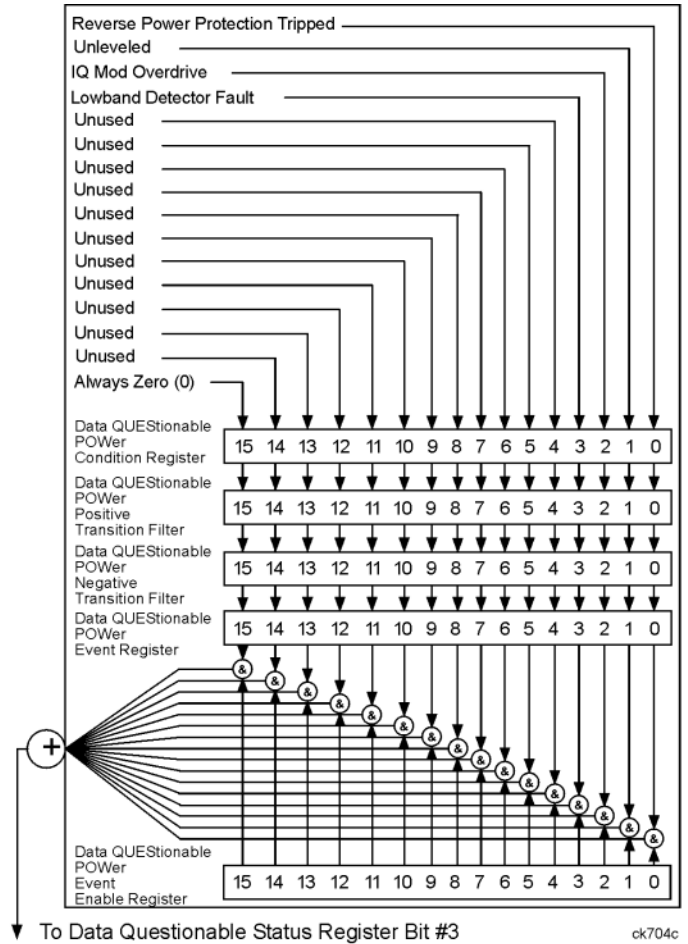 Reverse Power Protection Tripped
Unleveled
IQ Mod Overdrive
Lowband Detector Fault
Unused
Unused
Unused
Unused
Unused
Unused
Unused
Unused
Unused
Unused
Unused
Always Zero (0)
Data QUEStionable
POWer
Condition Register
15 14 13 12 11 10 9 8 7 6 5 4 3 2 1 0
Data QUEStionable
POWer
Positive
Transition Filter
15 14 13 12 11 10 9 8 7 6 5 4 3 2 1 0
Data QUEStionable
POWer
Negative
Transition Filter
15 14 13 12 11 10 9 8 7 6 5 4 3 2 1 0
Data QUEStionable
POWer
Event Register
15 14 13 12 11 10 9 8 7 6 5 4 3 2 1 0
& & & & & & & & & & & & & & & &
+
Data QUEStionable
POWer
Event
Enable Register
15 14 13 12 11 10 9 8 7 6 5 4 3 2 1 0
To Data Questionable Status Register Bit #3
ck704c